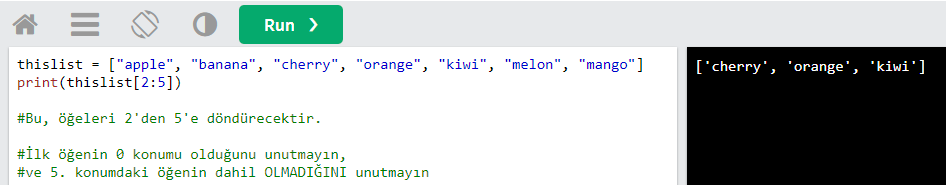 Run ❯
thislist = ["apple", "banana", "cherry", "orange", "kiwi", "melon", "mango"]
print(thislist[2:5])
#Bu, öğeleri 2'den 5'e döndürecektir.
#İlk öğenin 0 konumu olduğunu unutmayın,
#ve 5. konumdaki öğenin dahil OLMADIĞINI unutmayın
['cherry', 'orange', 'kiwi']